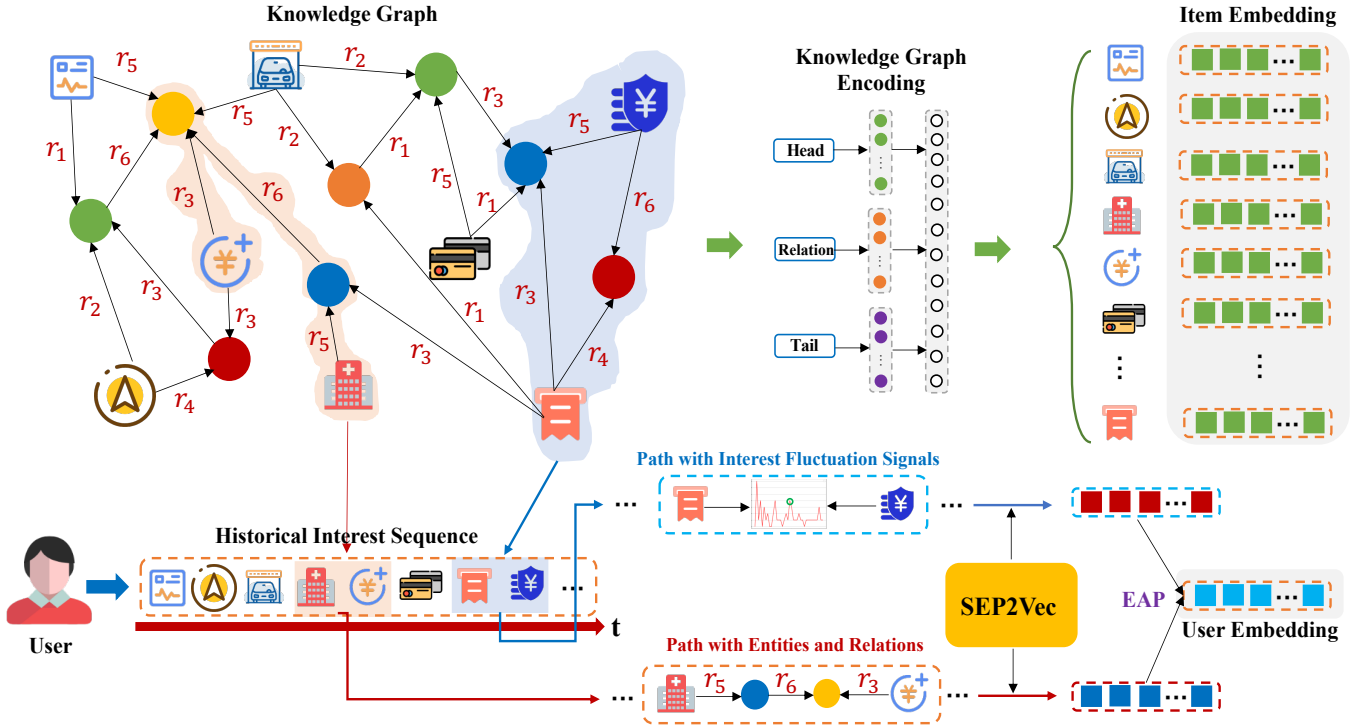 Knowledge Graph
r5
r2
r3
r5
r5
r1
r6
r2
r1
r5
r3
r6
r1
r6
r2
r3
r3
r3
r1
r5
r3
r4
r4
Knowledge Graph
Encoding
Head
Relation
Tail
Item Embedding
...
...
...
...
...
...
...
Path with Interest Fluctuation Signals
... ¥ ...
Historical Interest Sequence
¥ ¥ ...
User
t
SEP2Vec
EAP
...
...
...
User Embedding
Path with Entities and Relations
... r5 r6 r3 ¥ ...